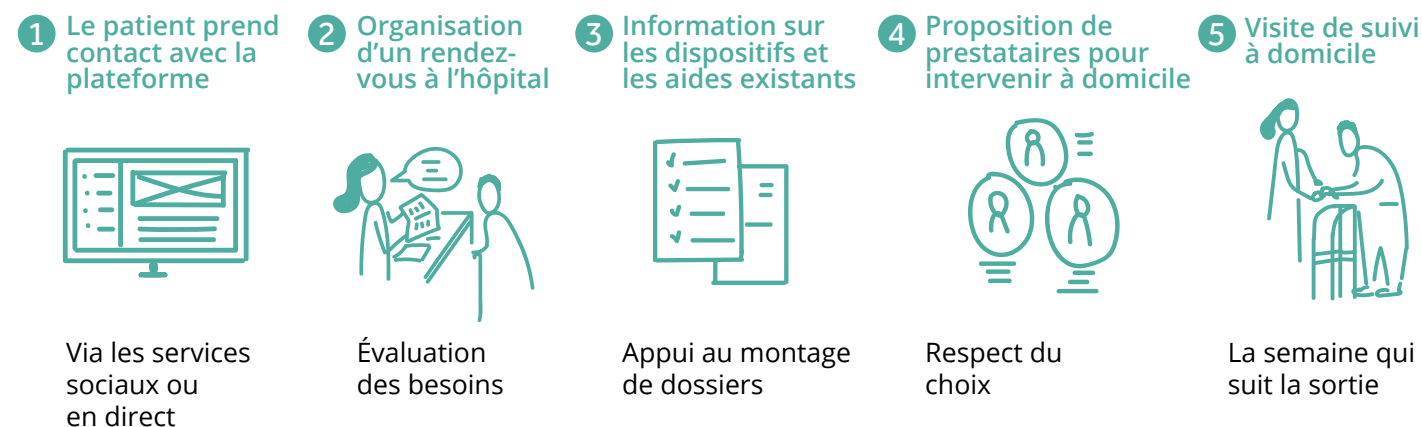 1 Le patient prend
contact avec la
plateforme
Via les services
sociaux ou
en direct
2 Organisation
d’un rendez-
vous à l’hôpital
Évaluation
des besoins
3 Information sur
les dispositifs et
les aides existants
Appui au montage
de dossiers
4 Proposition de
prestataires pour
intervenir à domicile
Respect du
choix
5 Visite de suivi
à domicile
La semaine qui
suit la sortie